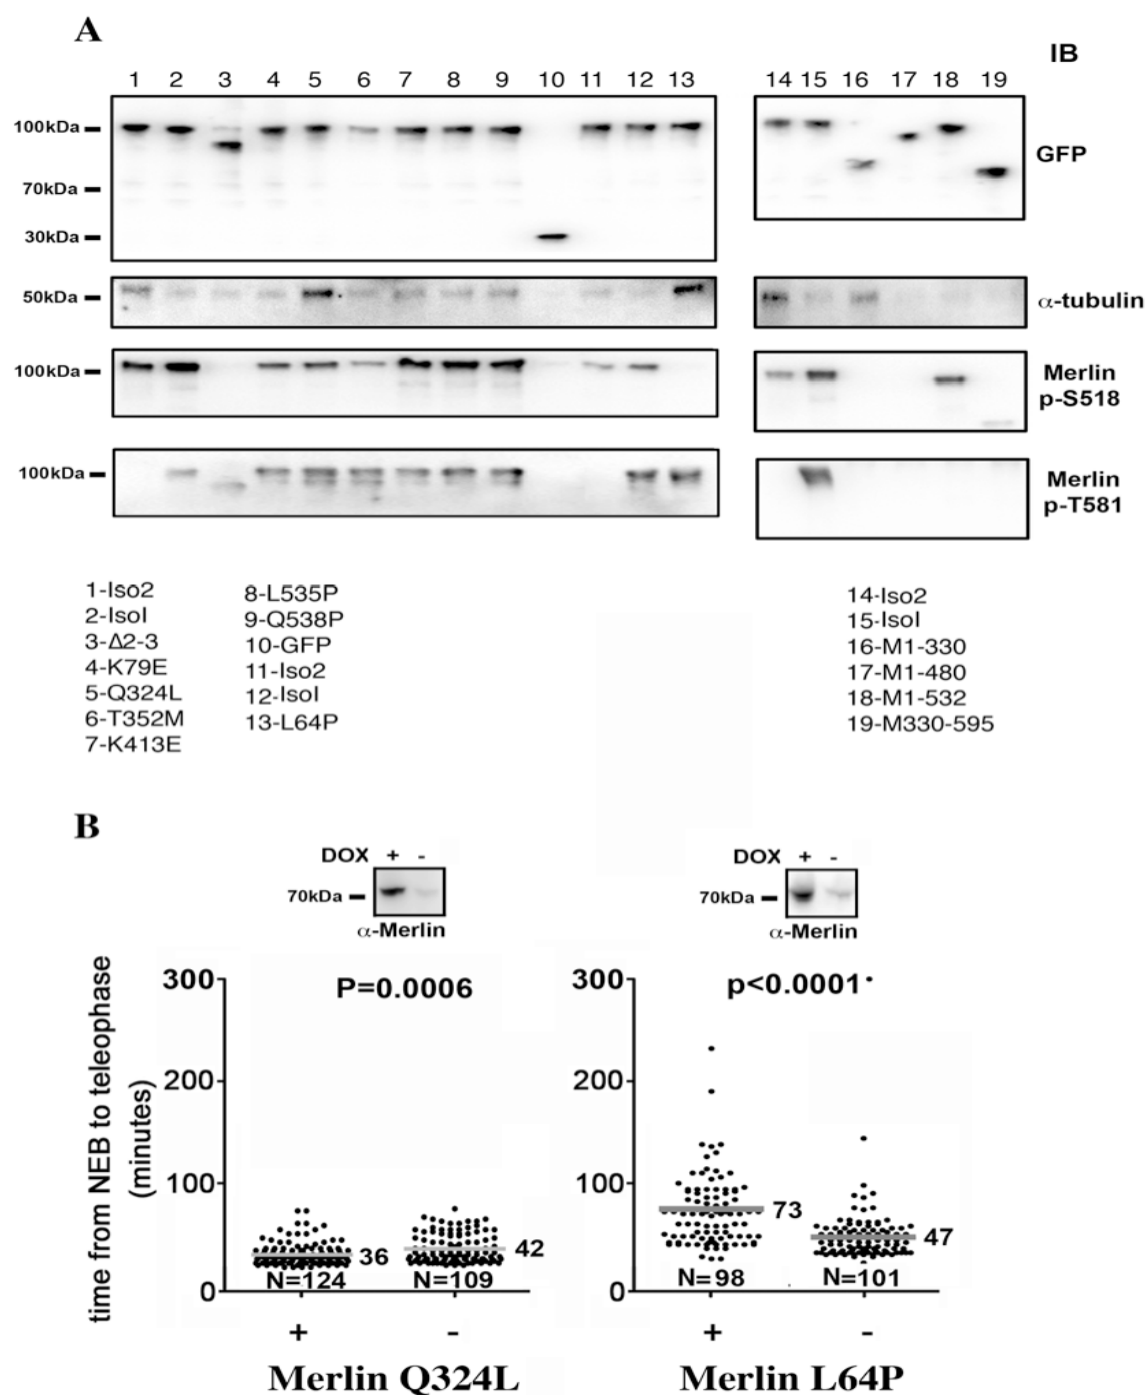 A
IB
1 2 3 4 5 6 7 8 9 10 11 12 13 14 15 16 17 18 19
100kDa
GFP
70kDa
30kDa
50kDa
α-tubulin
100kDa
Merlin
p-S518
100kDa
Merlin
p-T581
1-Iso2
2-IsoI
3-Δ2-3
4-K79E
5-Q324L
6-T352M
7-K413E
8-L535P
9-Q538P
10-GFP
11-Iso2
12-IsoI
13-L64P
14-Iso2
15-IsoI
16-M1-330
17-M1-480
18-M1-532
19-M330-595
B
DOX + -
70kDa
α-Merlin
DOX + -
70kDa
α-Merlin
time from NEB to teleophase
(minutes)
300
200
100
0
P=0.0006
36
42
N=124
N=109
+ -
Merlin Q324L
300
200
100
0
p<0.0001
73
47
N=98
N=101
+ -
Merlin L64P